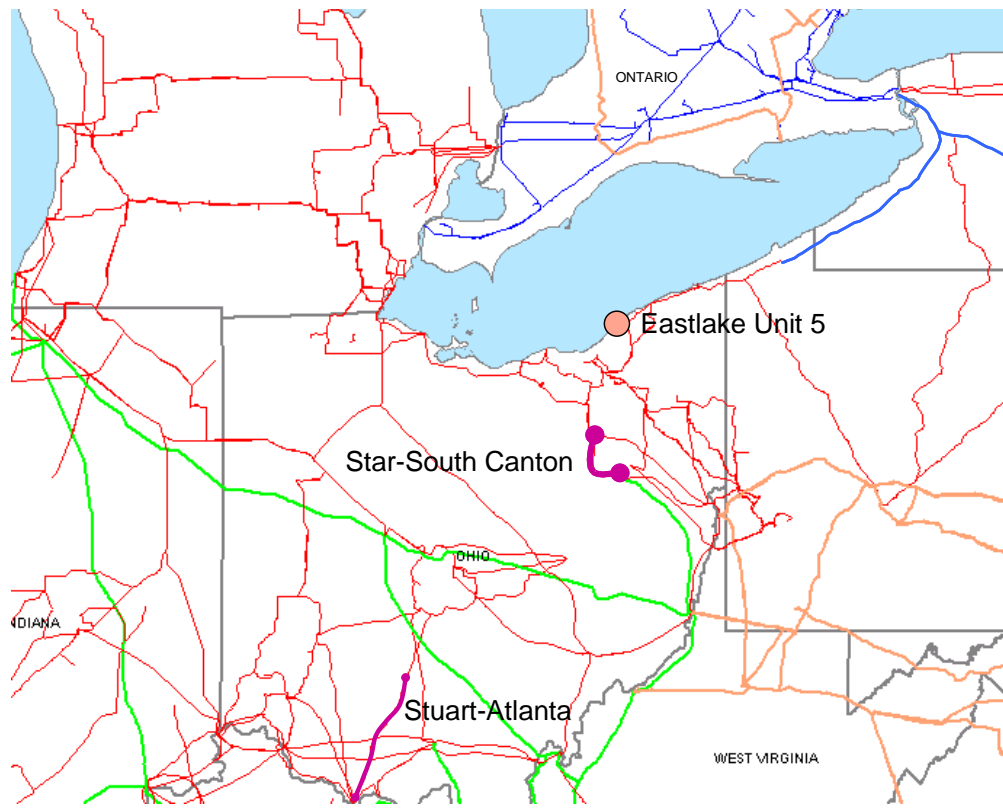 ONTARIO
Eastlake Unit 5
Star-South Canton
OHIO
NDIANA
Stuart-Atlanta
WEST VIRGINIA